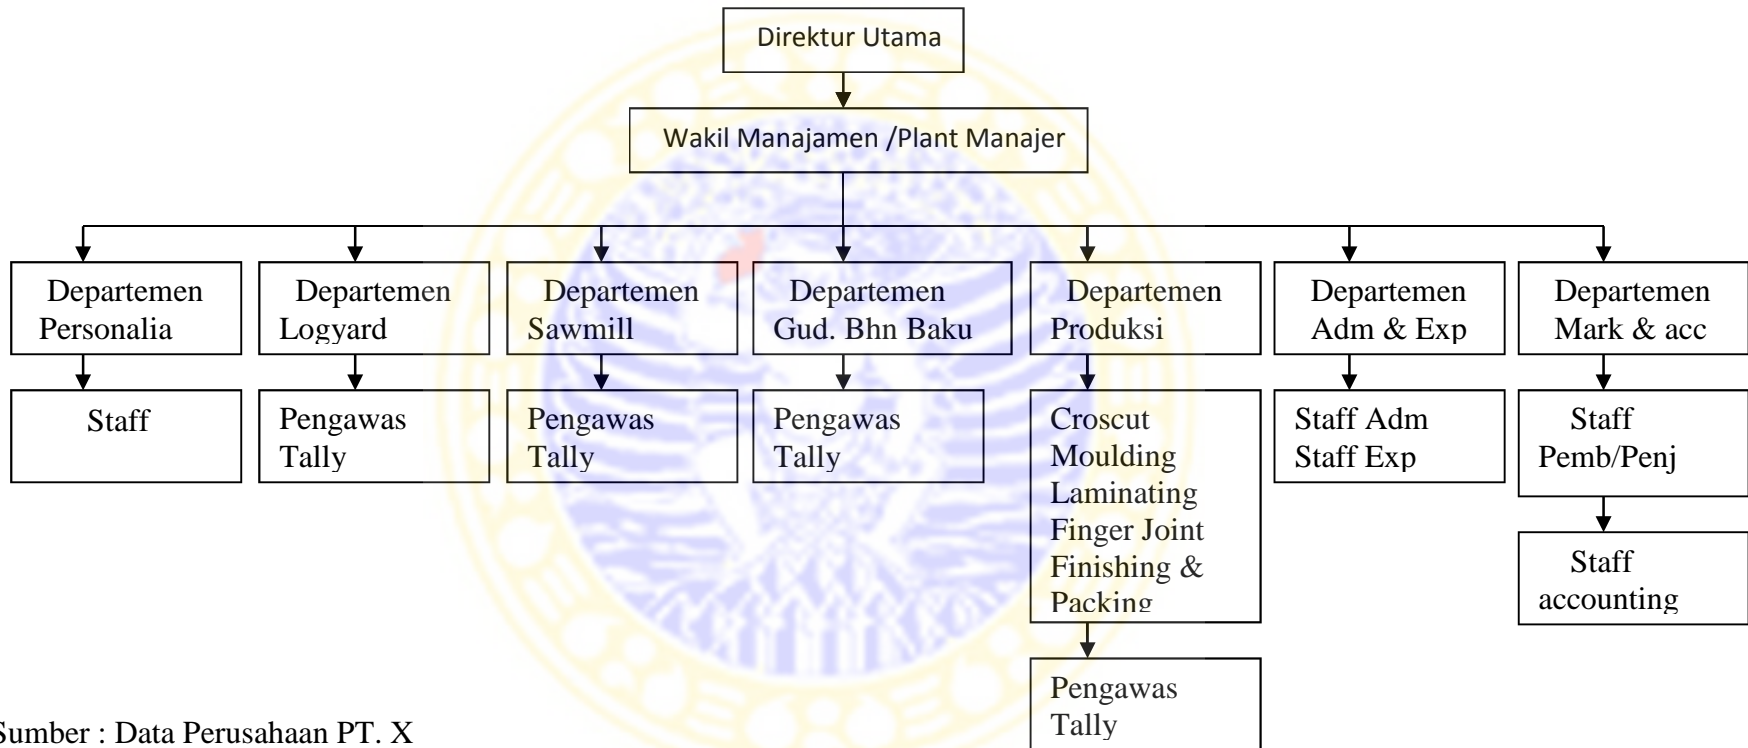 Direktur Utama
Wakil Manajamen /Plant Manajer
Departemen
Personalia
Departemen
Logyard
Departemen
Sawmill
Departemen
Gud. Bhn Baku
Departemen
Produksi
Departemen
Adm & Exp
Departemen
Mark & acc
Staff
Pengawas
Tally
Pengawas
Tally
Pengawas
Tally
Croscut
Moulding
Laminating
Finger Joint
Finishing &
Packing
Staff Adm
Staff Exp
Staff
Pemb/Penj
Staff
accounting
Pengawas
Tally
Sumber : Data Perusahaan PT. X